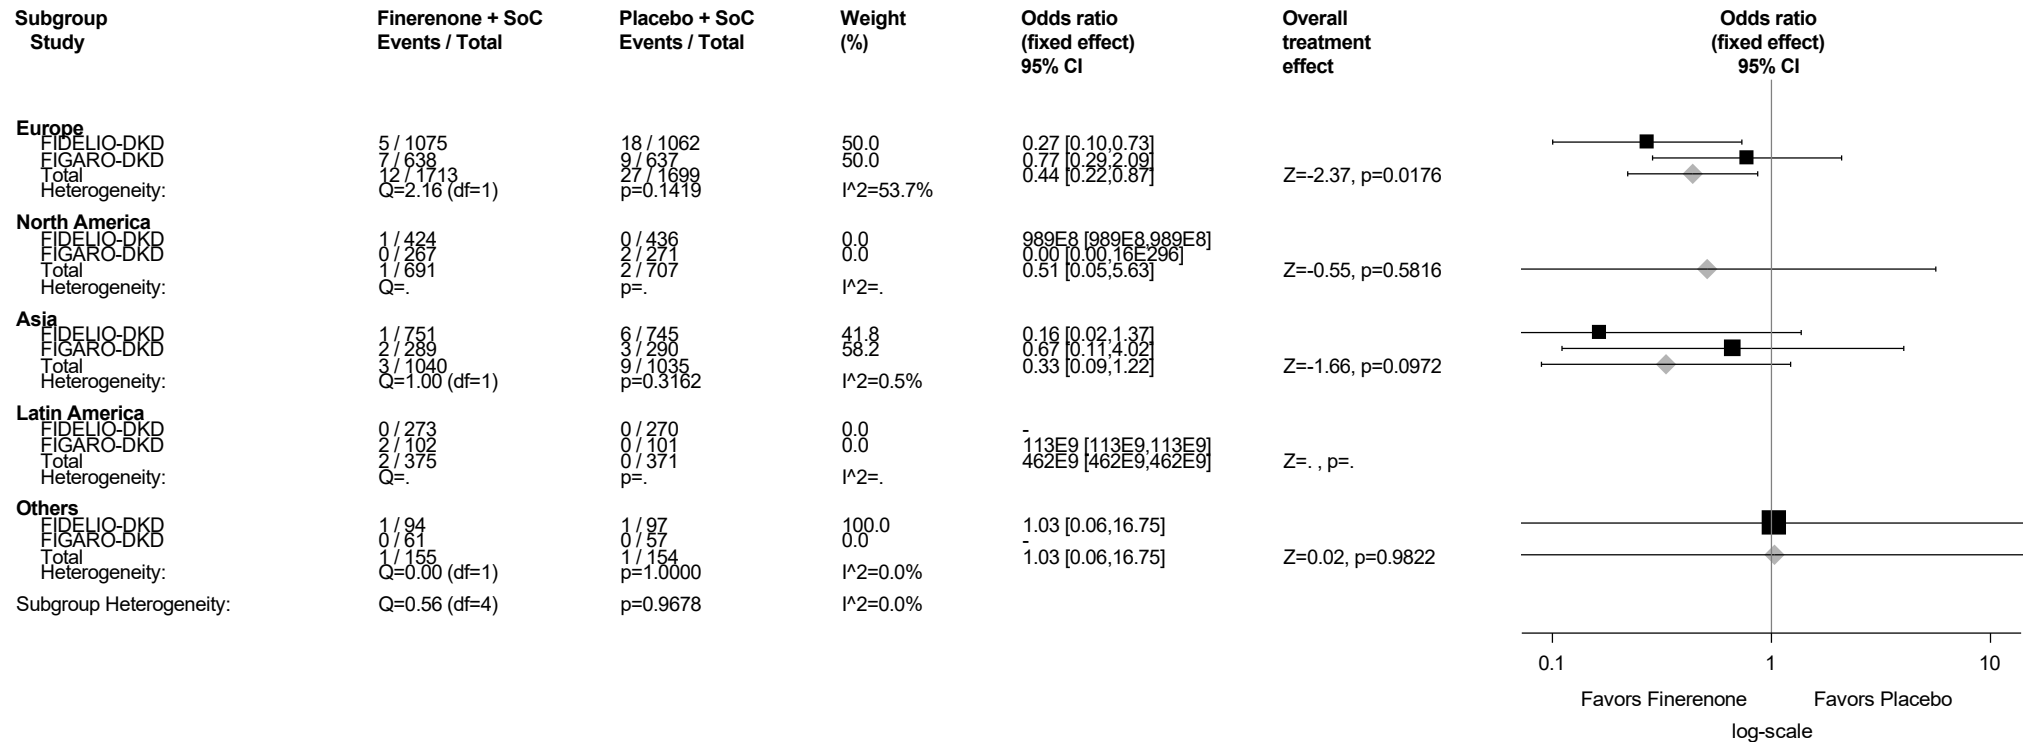 Subgroup Finerenone + SoC Placebo + SoC Weight Odds ratio Overall Odds ratio
Study Events / Total Events / Total (%) (fixed effect) treatment (fixed effect)
95% CI effect 95% CI
Europe
FIDELIO-DKD 5 / 1075 18 / 1062 50.0 0.27 [0.10,0.73]
FIGARO-DKD 7 / 638 9 / 637 50.0 0.77 [0.29,2.09]
Total 12 / 1713 27 / 1699 0.44 [0.22,0.87] Z=-2.37, p=0.0176
Heterogeneity: Q=2.16 (df=1) p=0.1419 I^2=53.7%
North America
FIDELIO-DKD 1 / 424 0 / 436 0.0 989E8 [989E8,989E8]
FIGARO-DKD 0 / 267 2 / 271 0.0 0.00 [0.00,16E296]
Total 1 / 691 2 / 707 0.51 [0.05,5.63] Z=-0.55, p=0.5816
Heterogeneity: Q=. p=. I^2=.
Asia
FIDELIO-DKD 1 / 751 6 / 745 41.8 0.16 [0.02,1.37]
FIGARO-DKD 2 / 289 3 / 290 58.2 0.67 [0.11,4.02]
Total 3 / 1040 9 / 1035 0.33 [0.09,1.22] Z=-1.66, p=0.0972
Heterogeneity: Q=1.00 (df=1) p=0.3162 I^2=0.5%
Latin America
FIDELIO-DKD 0 / 273 0 / 270 0.0 -
FIGARO-DKD 2 / 102 0 / 101 0.0 113E9 [113E9,113E9]
Total 2 / 375 0 / 371 462E9 [462E9,462E9] Z=. , p=.
Heterogeneity: Q=. p=. I^2=.
Others
FIDELIO-DKD 1 / 94 1 / 97 100.0 1.03 [0.06,16.75]
FIGARO-DKD 0 / 61 0 / 57 0.0 -
Total 1 / 155 1 / 154 1.03 [0.06,16.75] Z=0.02, p=0.9822
Heterogeneity: Q=0.00 (df=1) p=1.0000 I^2=0.0%
Subgroup Heterogeneity: Q=0.56 (df=4) p=0.9678 I^2=0.0%
0.1 1 10
Favors Finerenone Favors Placebo
log-scale